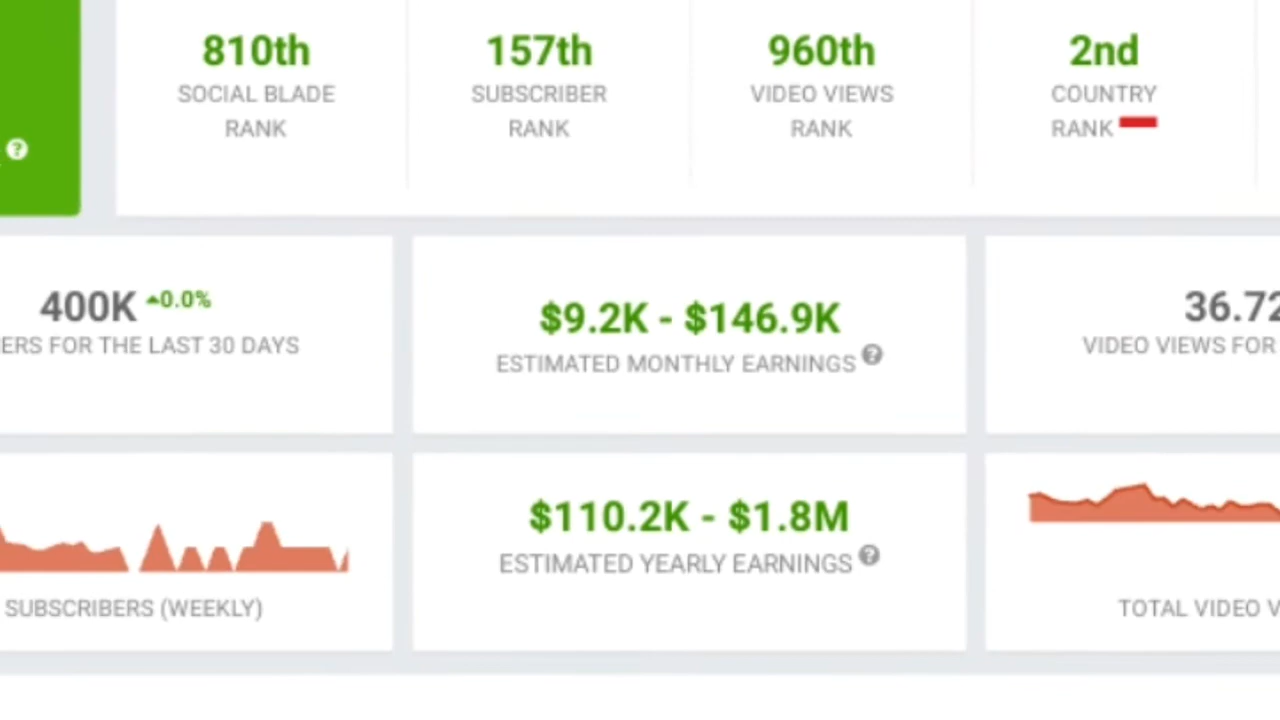 810th
SOCIAL BLADE
RANK
157th
SUBSCRIBER
RANK
960th
VIDEO VIEWS
RANK
2nd
COUNTRY
RANK
400K 0.0%
ERS FOR THE LAST 30 DAYS
$9.2K - $146.9K
ESTIMATED MONTHLY EARNINGS ?
36.72
VIDEO VIEWS FOR
SUBSCRIBERS (WEEKLY)
$110.2K - $1.8M
ESTIMATED YEARLY EARNINGS ?
TOTAL VIDEO V